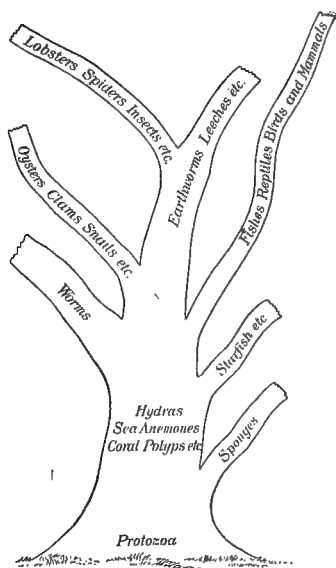 Lobsters Spiders Insects etc.
Earthworms Leeches etc.
Fishes Reptiles Birds and Mammals
Oysters Clams Snails etc.
Worms
Starfish etc
Sponges
Hydras
Sea Anemones
Coral Polyps etc
Protozoa